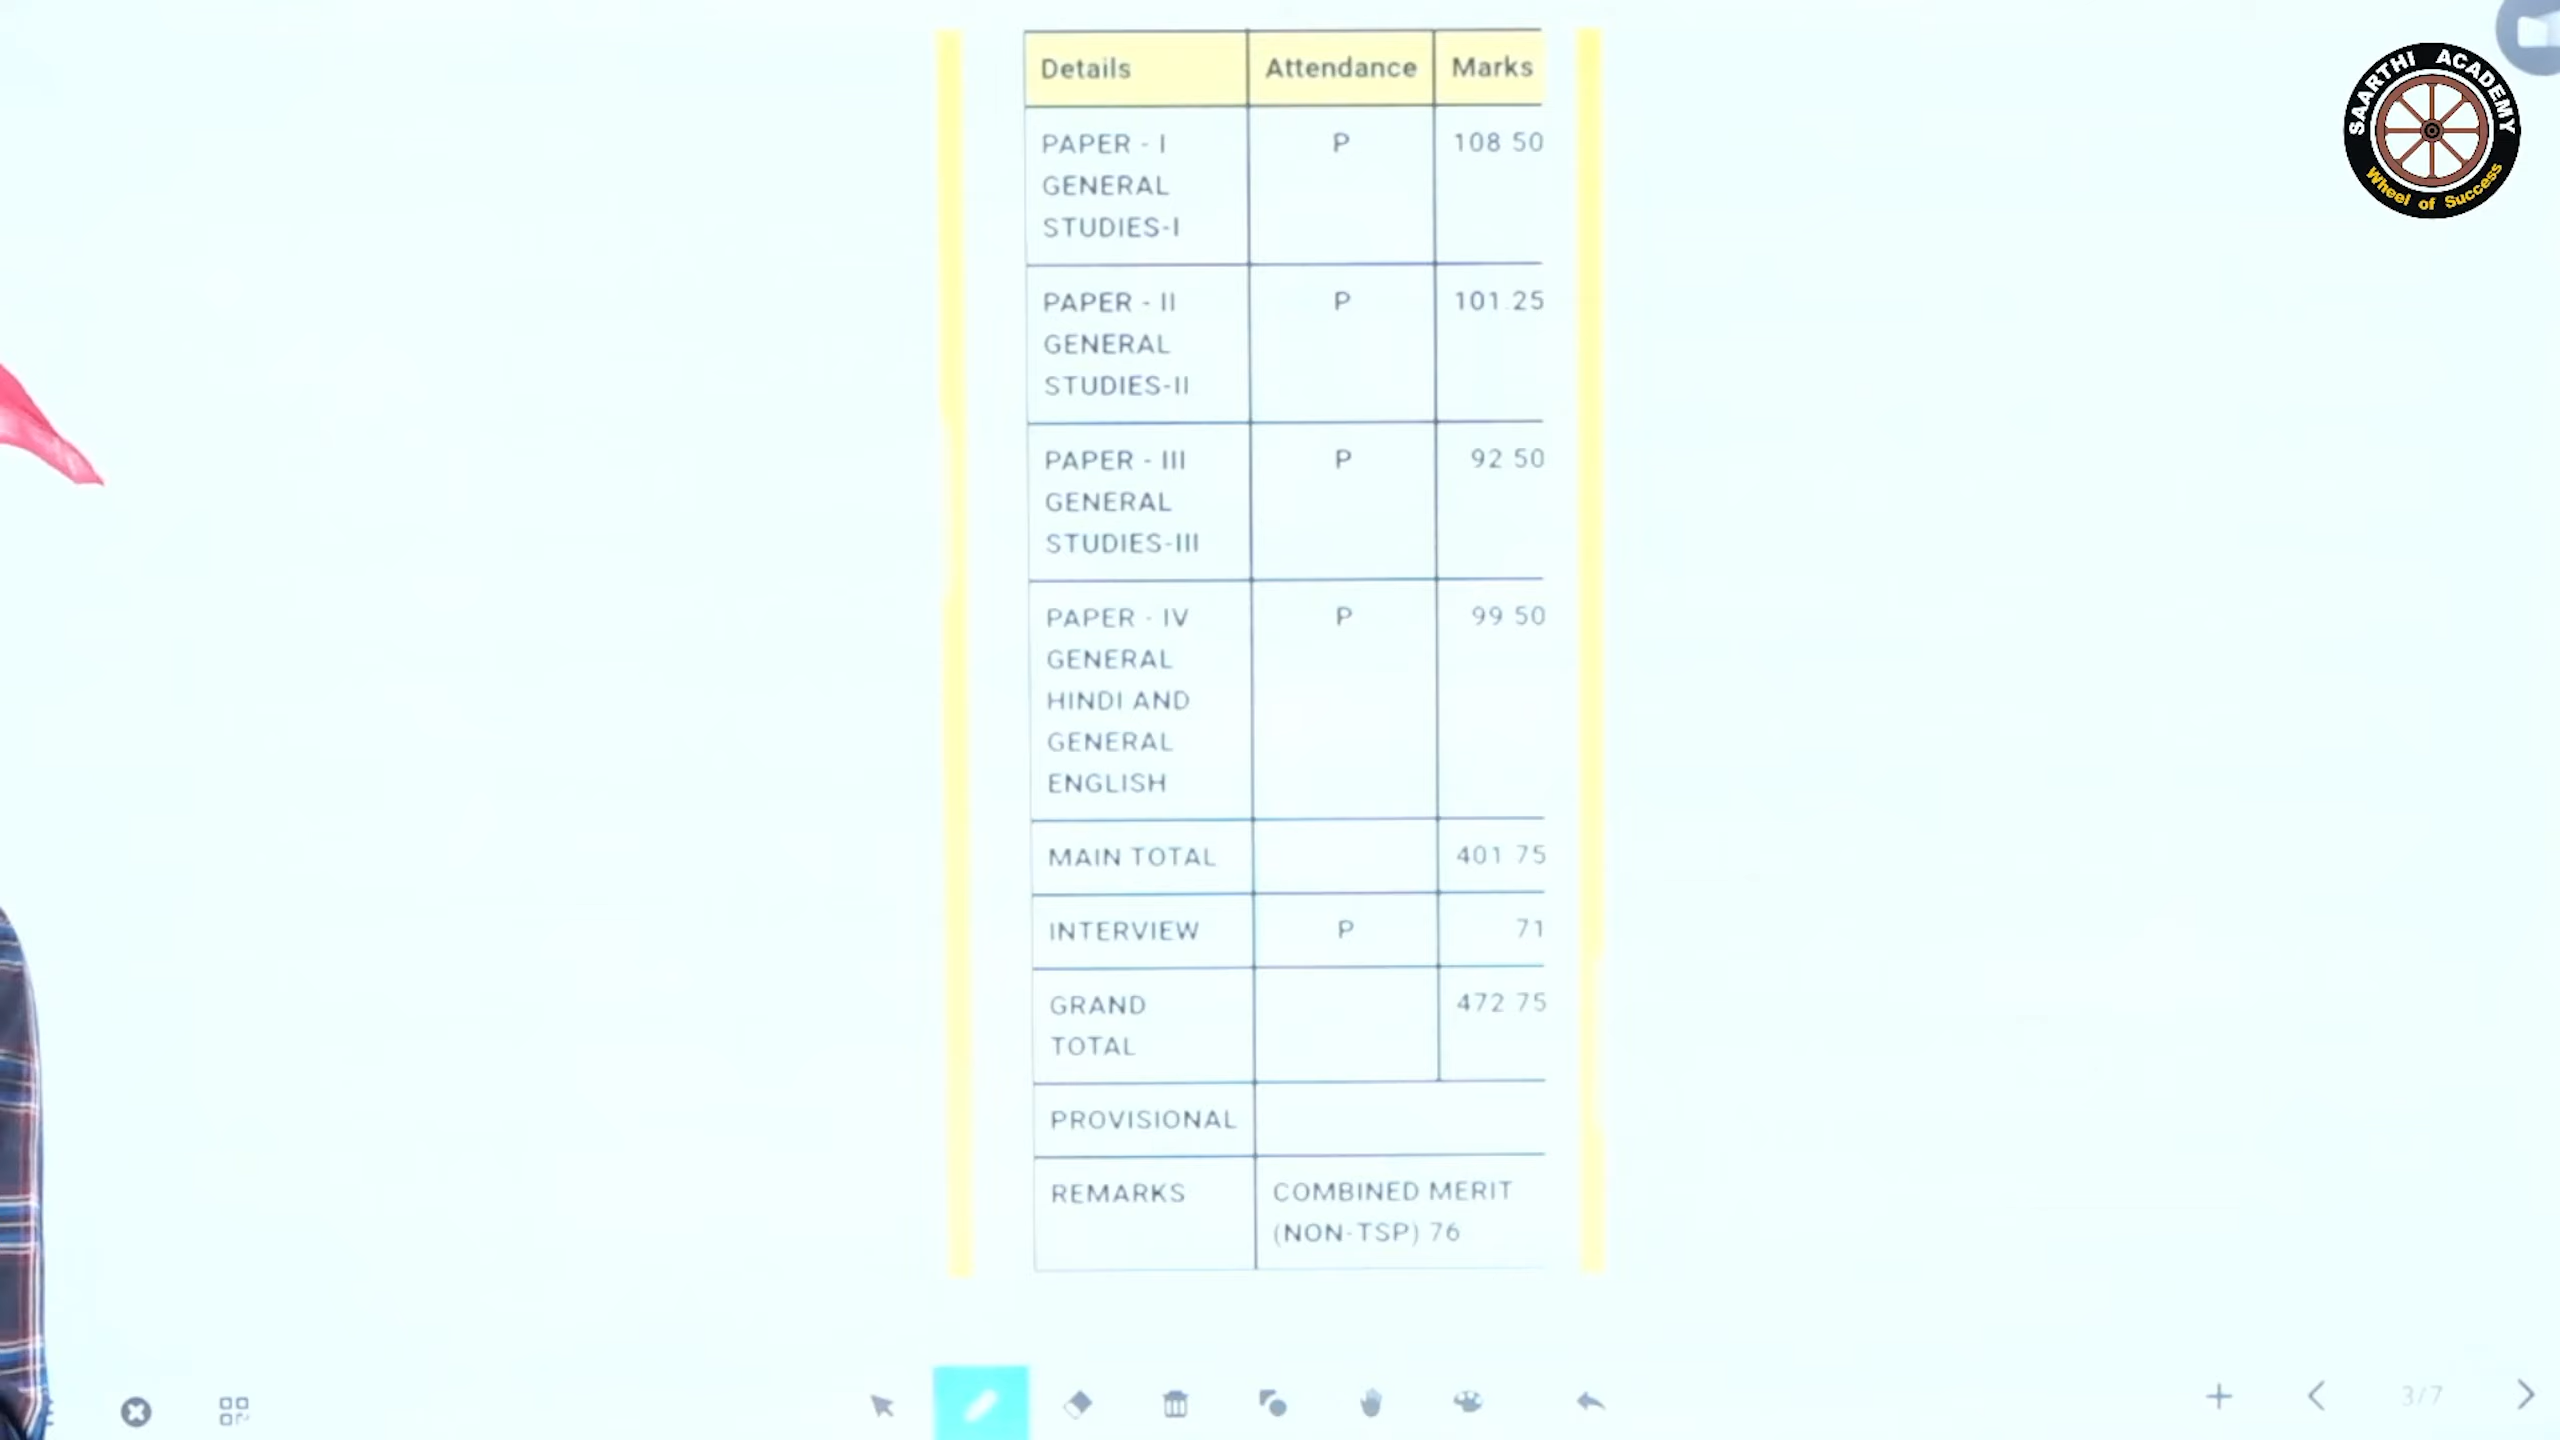 Details Attendance Marks
PAPER - I P 108 50
GENERAL
STUDIES-I
PAPER - II P 101.25
GENERAL
STUDIES-II
PAPER - III P 92 50
GENERAL
STUDIES-III
PAPER - IV P 99 50
GENERAL
HINDI AND
GENERAL
ENGLISH
MAIN TOTAL 401 75
INTERVIEW P 71
GRAND 472 75
TOTAL
PROVISIONAL
REMARKS COMBINED MERIT
(NON-TSP) 76
SAARTHI ACADEMY
Wheel of Success
3/7